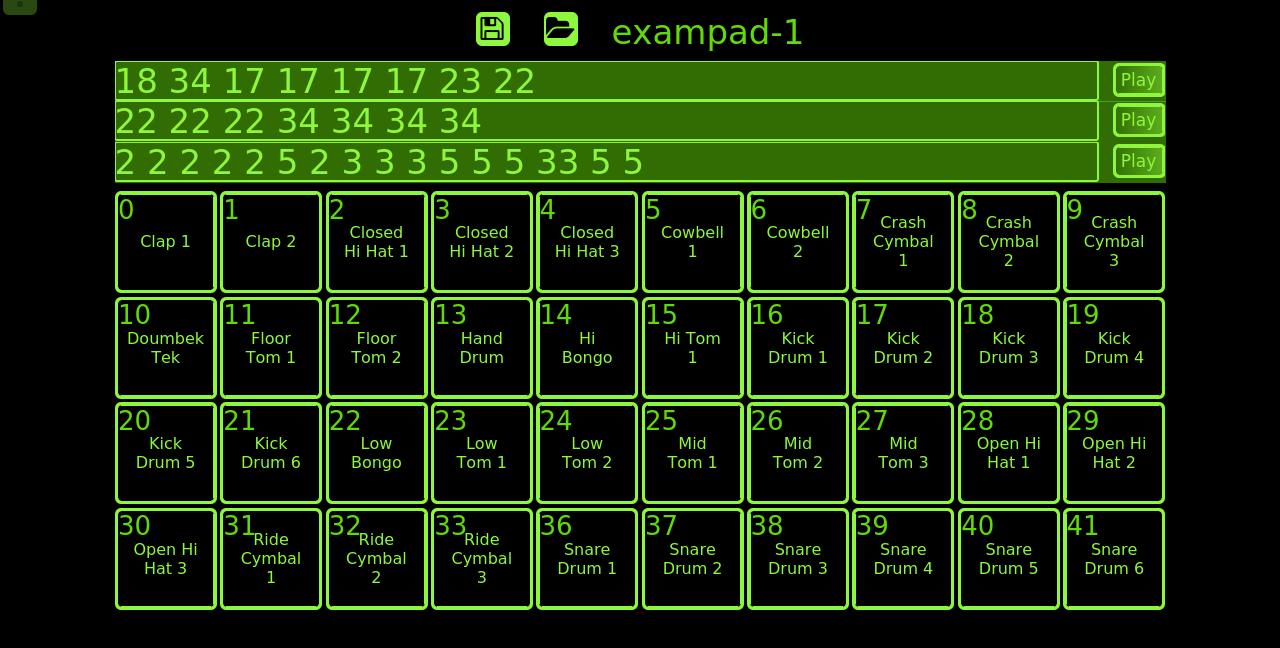 exampad-1
18 34 17 17 17 17 23 22
Play
22 22 22 34 34 34 34
Play
2 2 2 2 2 5 2 3 3 3 5 5 5 33 5 5
Play
0
Clap 1
1
Clap 2
2
Closed
Hi Hat 1
3
Closed
Hi Hat 2
4
Closed
Hi Hat 3
5
Cowbell
1
6
Cowbell
2
7
Crash
Cymbal
1
8
Crash
Cymbal
2
9
Crash
Cymbal
3
10
Doumbek
Tek
11
Floor
Tom 1
12
Floor
Tom 2
13
Hand
Drum
14
Hi
Bongo
15
Hi Tom
1
16
Kick
Drum 1
17
Kick
Drum 2
18
Kick
Drum 3
19
Kick
Drum 4
20
Kick
Drum 5
21
Kick
Drum 6
22
Low
Bongo
23
Low
Tom 1
24
Low
Tom 2
25
Mid
Tom 1
26
Mid
Tom 2
27
Mid
Tom 3
28
Open Hi
Hat 1
29
Open Hi
Hat 2
30
Open Hi
Hat 3
31
Ride
Cymbal
1
32
Ride
Cymbal
2
33
Ride
Cymbal
3
36
Snare
Drum 1
37
Snare
Drum 2
38
Snare
Drum 3
39
Snare
Drum 4
40
Snare
Drum 5
41
Snare
Drum 6